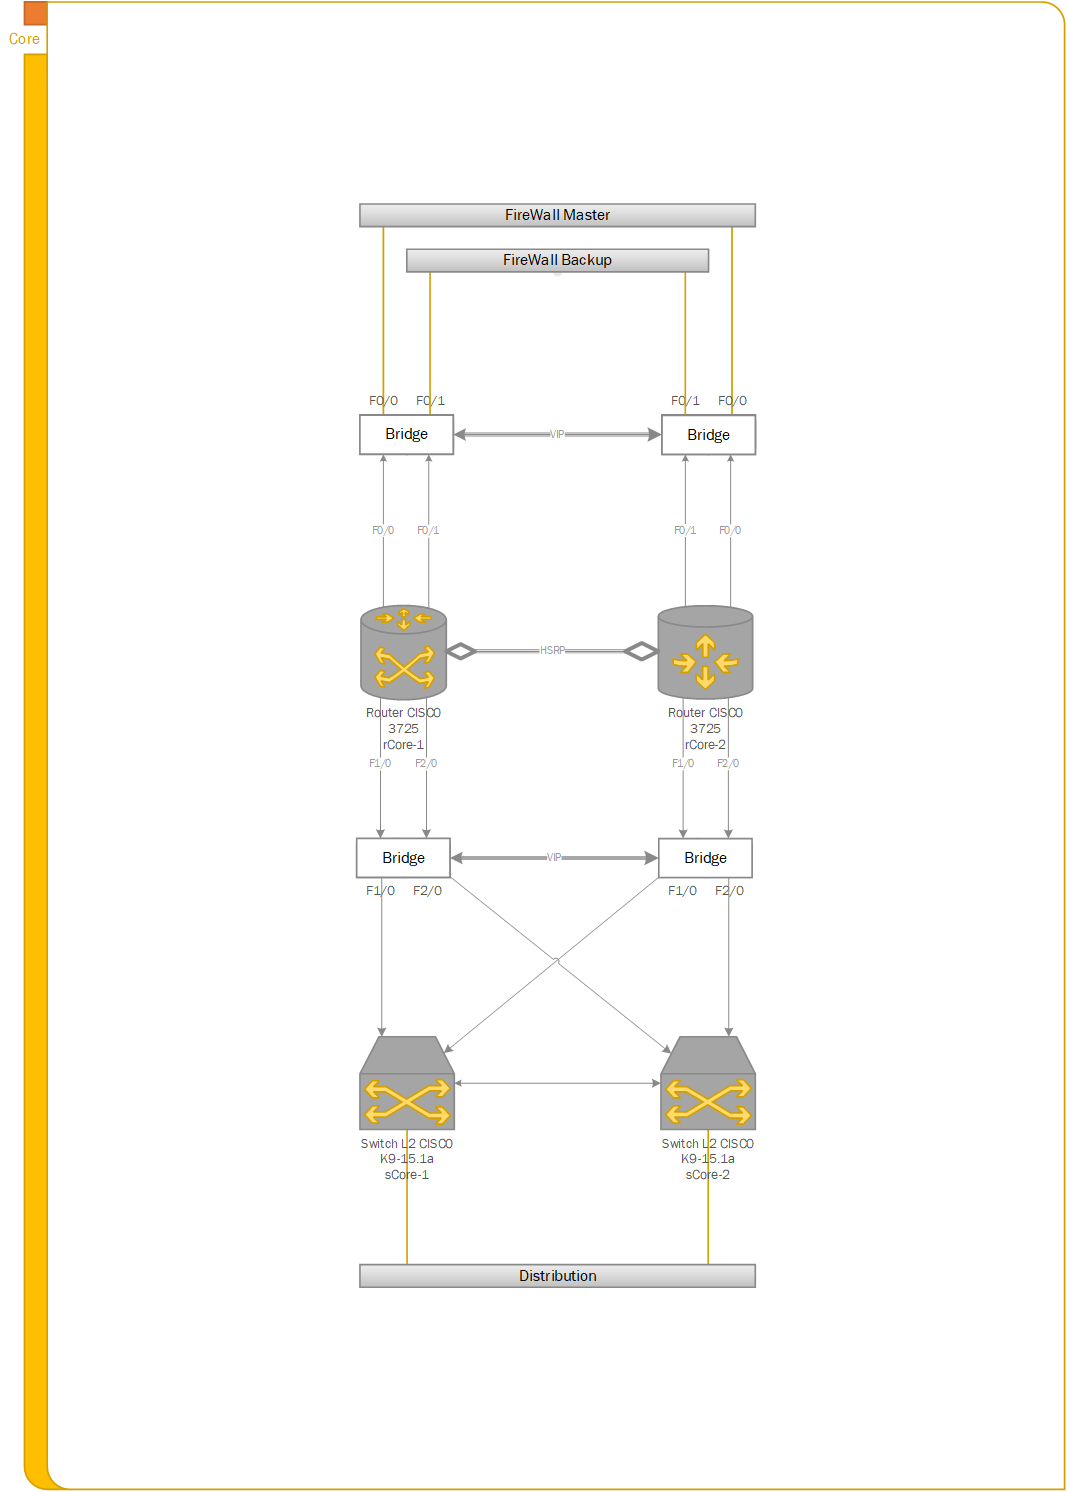 Core
FireWall Master
FireWall Backup
F0/0
F0/1
F0/1
F0/0
Bridge
VIP
Bridge
F0/0
F0/1
F0/1
F0/0
HSRP
Router CISCO
3725
rCore-1
Router CISCO
3725
rCore-2
F1/0
F2/0
F1/0
F2/0
Bridge
VIP
Bridge
F1/0
F2/0
F1/0
F2/0
Switch L2 CISCO
K9-15.1a
sCore-1
Switch L2 CISCO
K9-15.1a
sCore-2
Distribution